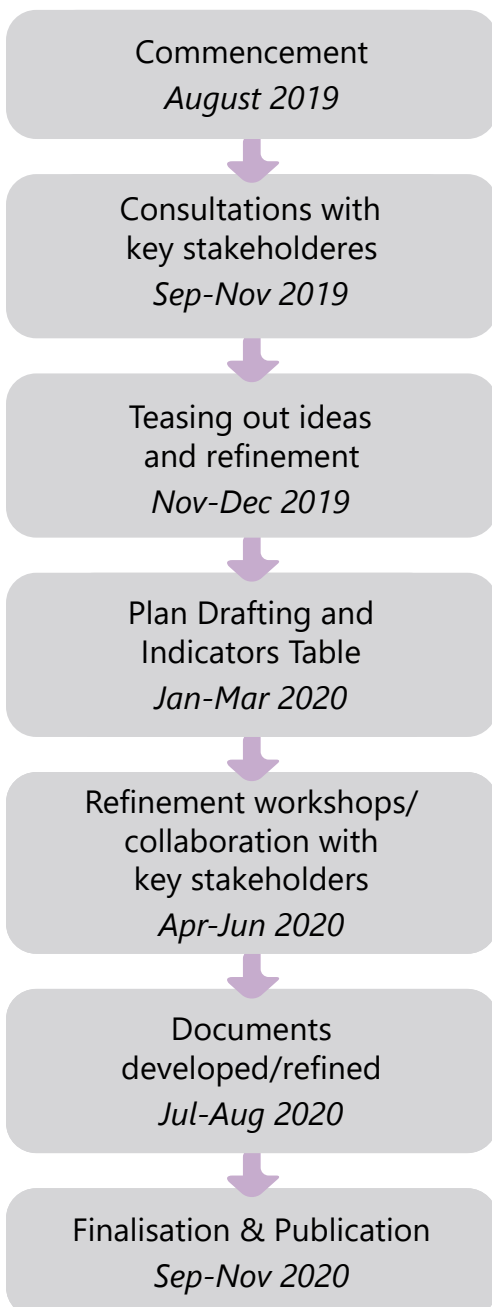 Commencement
August 2019
Consultations with
key stakeholderes
Sep-Nov 2019
Teasing out ideas
and refinement
Nov-Dec 2019
Plan Drafting and
Indicators Table
Jan-Mar 2020
Refinement workshops/
collaboration with
key stakeholders
Apr-Jun 2020
Documents
developed/refined
Jul-Aug 2020
Finalisation & Publication
Sep-Nov 2020